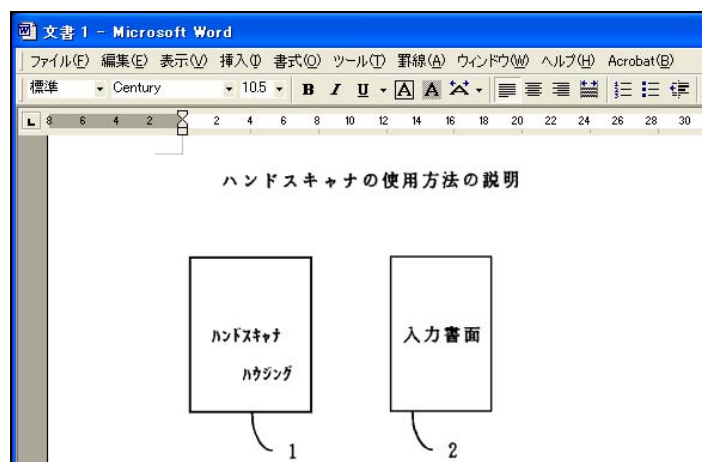 文書 1 - Microsoft Word
ファイル(F) 編集(E) 表示(V) 挿入(I) 書式(O) ツール(T) 罫線(A) ウィンドウ(W) ヘルプ(H) Acrobat(B)
標準 Century 10.5 B I U A A
L 8 6 4 2 2 4 6 8 10 12 14 16 18 20 22 24 26 28 30
ハンドスキャナの使用方法の説明
ハンドスキャナ 入力書面
ハウジング
1 2